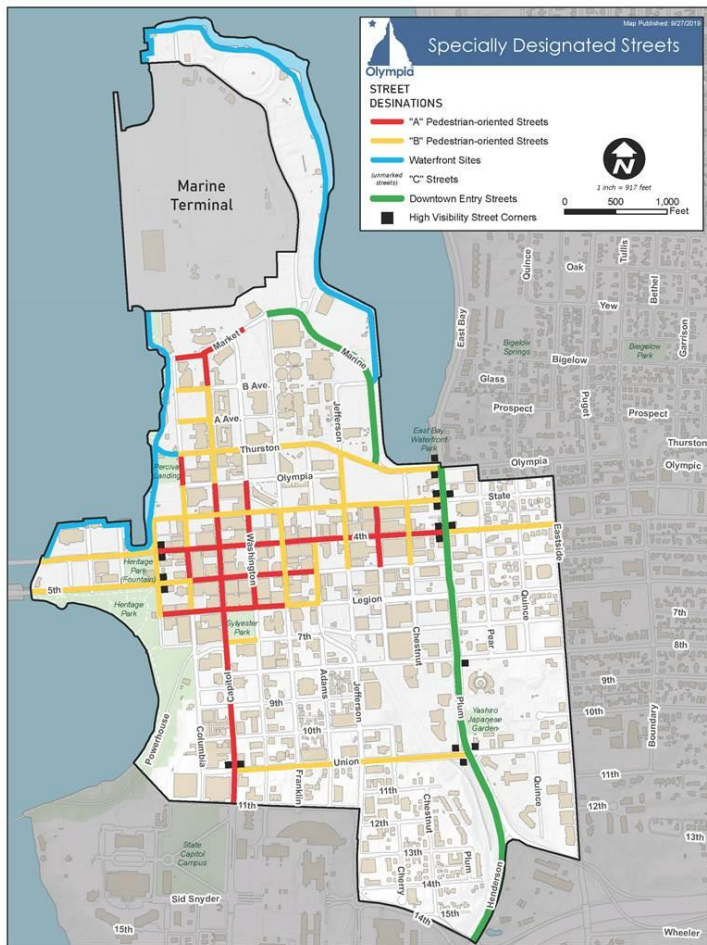 Map Published: 9/27/2019
Olympia
Specially Designated Streets
STREET
DESINATIONS
"A" Pedestrian-oriented Streets
"B" Pedestrian-oriented Streets
Waterfront Sites
(unmarked
streets)
"C" Streets
Downtown Entry Streets
High Visibility Street Corners
N
1 inch = 917 feet
0 500 1,000
Feet
Marine
Terminal
Quince
Oak
Tullis
Bethel
Yew
Garrison
East Bay
Bigelow
Springs
Biegelow
Park
Market
Marine
Bigelow
Glass
Puget
Prospect
Prospect
B Ave.
Jefferson
A Ave.
East Bay
Waterfront
Park
Thurston
Thurston
Olympia
Olympic
Percival
Landing
Olympia
State
Washington
4th
Eastside
Heritage
Park
(Fountain)
5th
Heritage
Park
Legion
Quince
Sylvester
Park
7th
7th
Chestnut
Pear
8th
Capitol
Adams
Jefferson
9th
9th
Plum
Yashiro
Japanese
Garden
10th
10th
Boundary
Powerhouse
Columbia
Union
Franklin
11th
11th
11th
Quince
12th
Chestnut
12th
13th
13th
Plum
State
Capitol
Campus
Cherry
14th
Henderson
Sid Snyder
15th
14th
15th
Wheeler